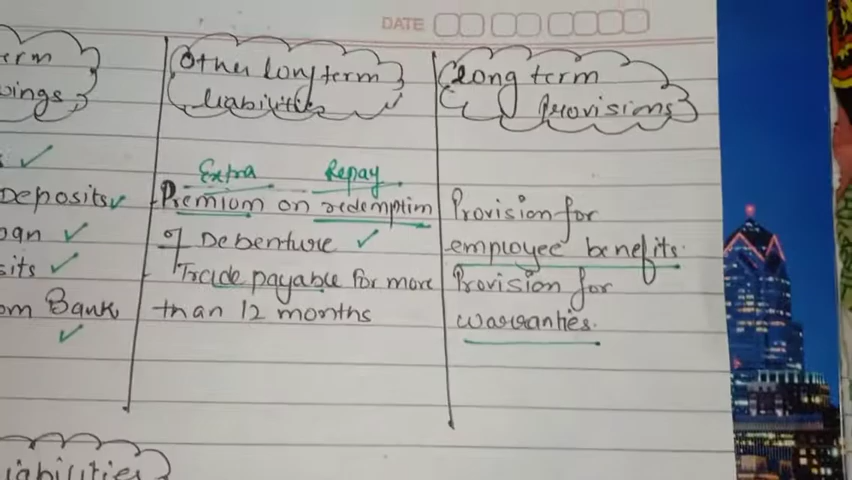 DATE
erm
wings
Deposits
oan
sits
om Bank
Other long term
liabilities
Extra Repay
Premium on redemption
of Debenture
Trade payable for more
than 12 months
long term
provisions
Provision for
employee benefits.
Provision for
warranties.
iabilities